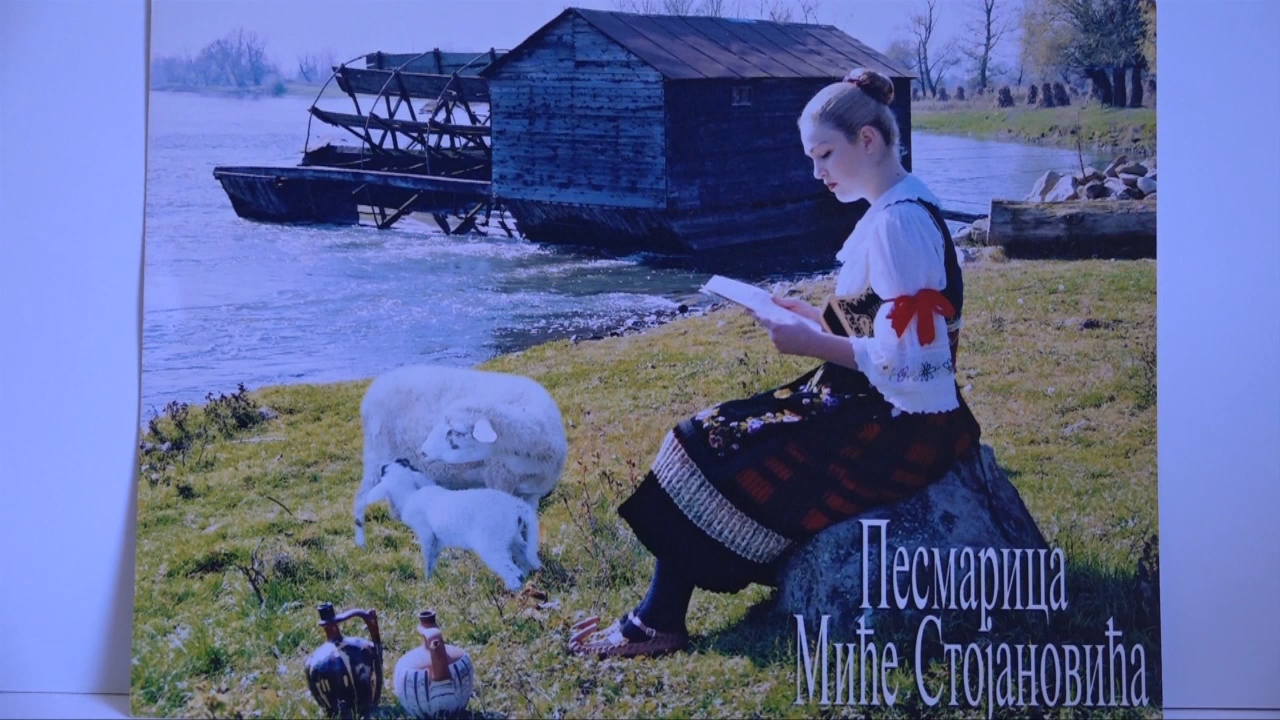 Песмарица
Миће Стојановића